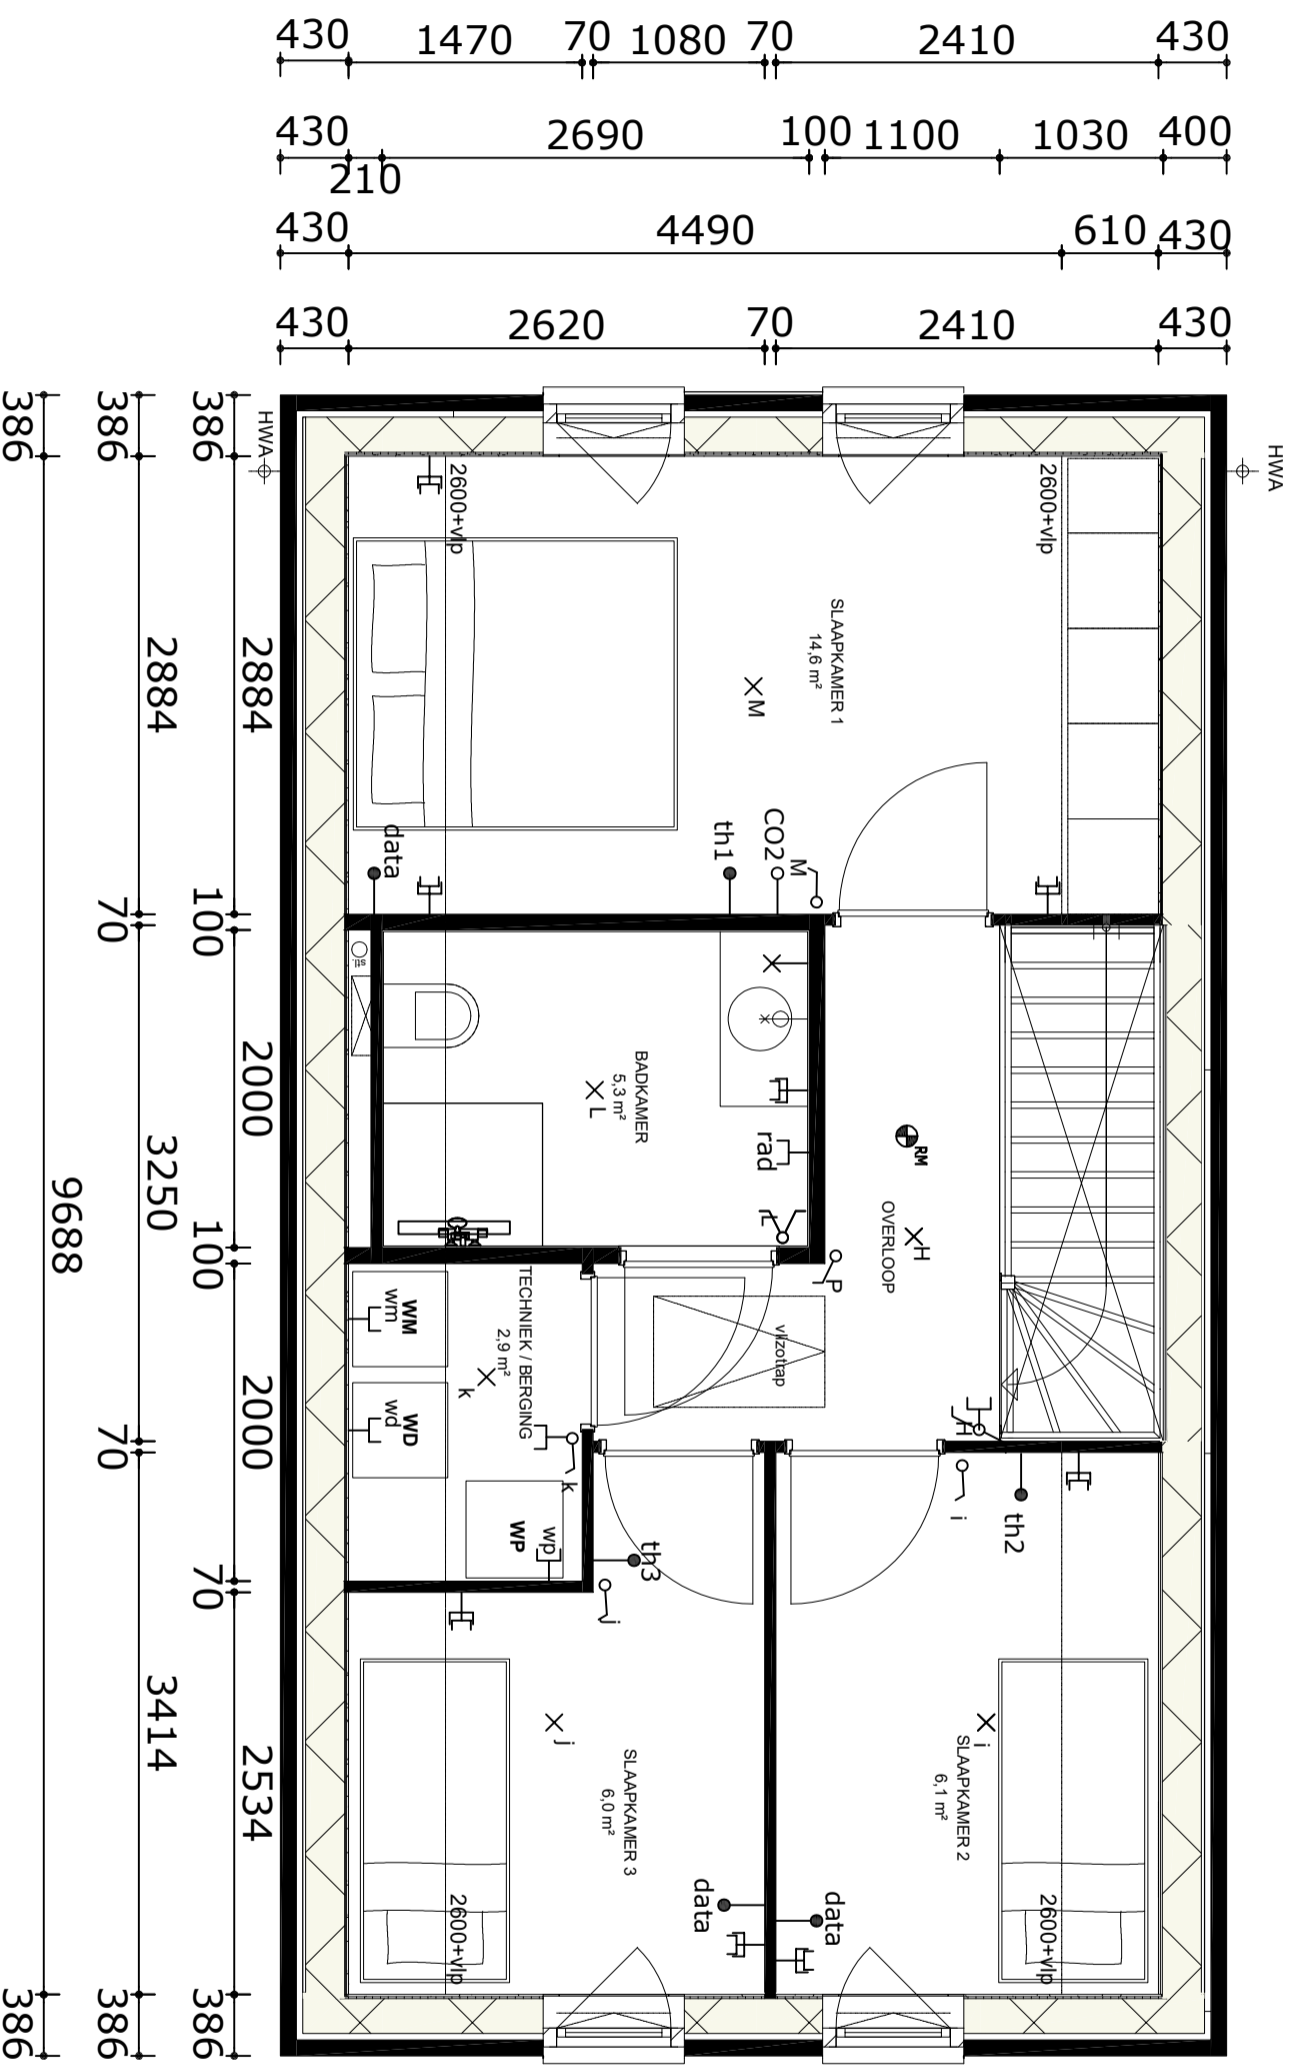 430 1470 70 1080 70 2410 430
430 2690 100 1100 1030 400
210
430 4490 610 430
430 2620 70 2410 430
HWA
HWA
386
386
386
2600+vlp
2600+vlp
SLAAPKAMER 1
14,6 m²
M
2884
2884
CO2
M
th1
data
100
70
2000
3250
9688
BADKAMER
5,3 m²
L
rad
L
RM
H
OVERLOOP
P
100
vlizotrap
TECHNIEK / BERGING
2,9 m²
k
WM
wm
WD
wd
k
WP
wp
H
2000
70
70
i
th2
th3
j
3414
2534
j
SLAAPKAMER 3
6,0 m²
i
SLAAPKAMER 2
6,1 m²
data
data
2600+vlp
2600+vlp
386
386
386